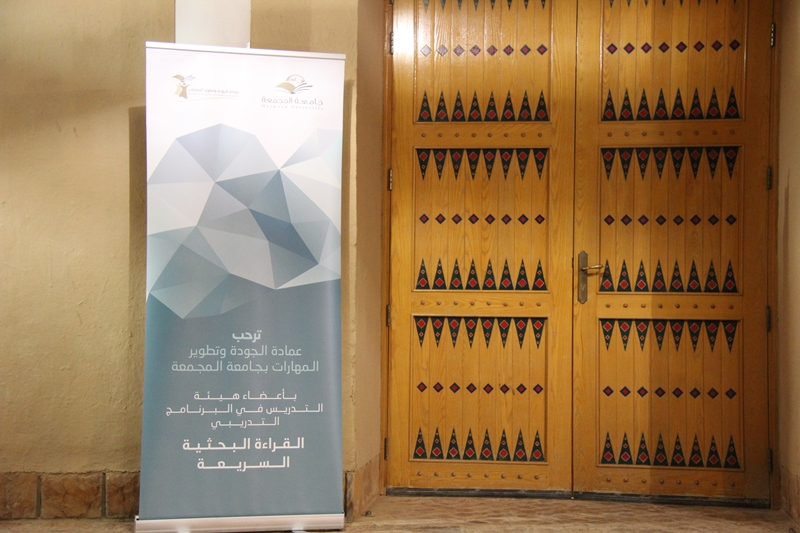 جامعة المجمعة
ترحب
عمادة الجودة وتطوير
المهارات بجامعة المجمعة
بأعضاء هيئة
التدريس في البرنامج
التدريبي
القراءة البحثية
السريعة